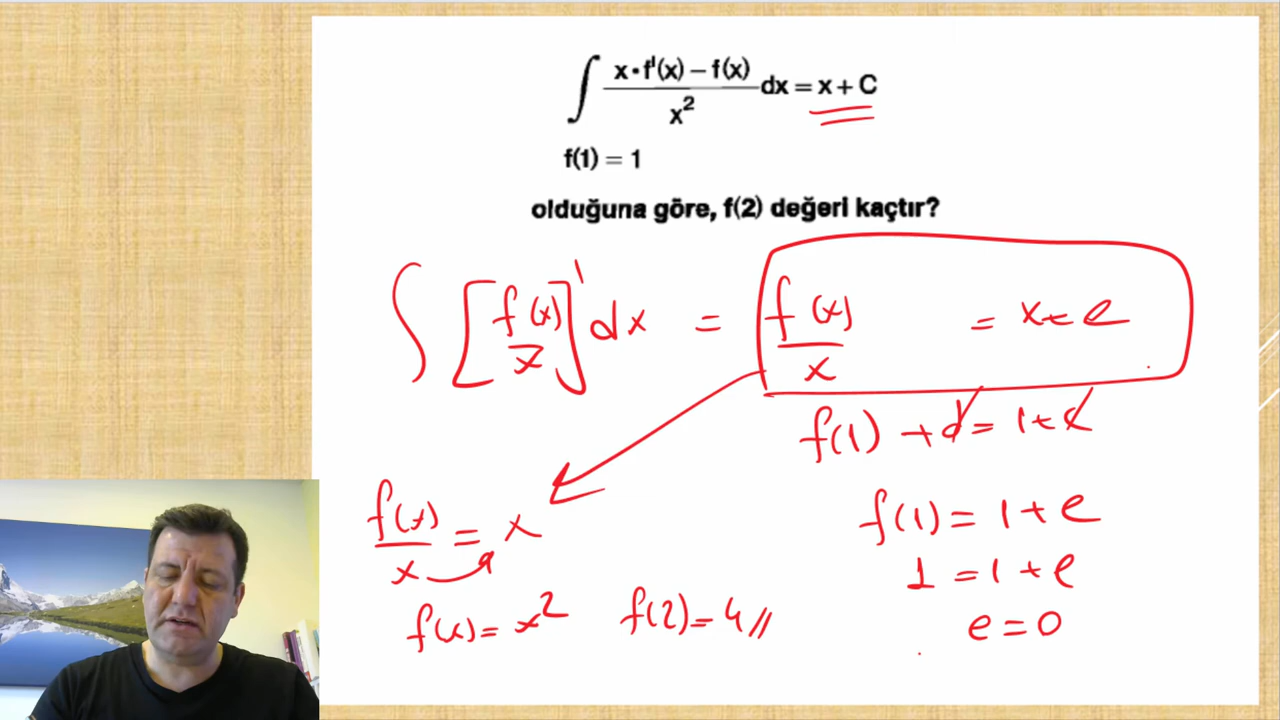 ∫ x·f'(x) − f(x) / x² dx = x + C
f(1) = 1
olduğuna göre, f(2) değeri kaçtır?
∫ [f(x)/x]' dx = f(x)/x = x+c
f(1) + c = 1+c
f(1) = 1+c
1 = 1+c
c = 0
f(x)/x = x
f(x) = x² f(2) = 4//